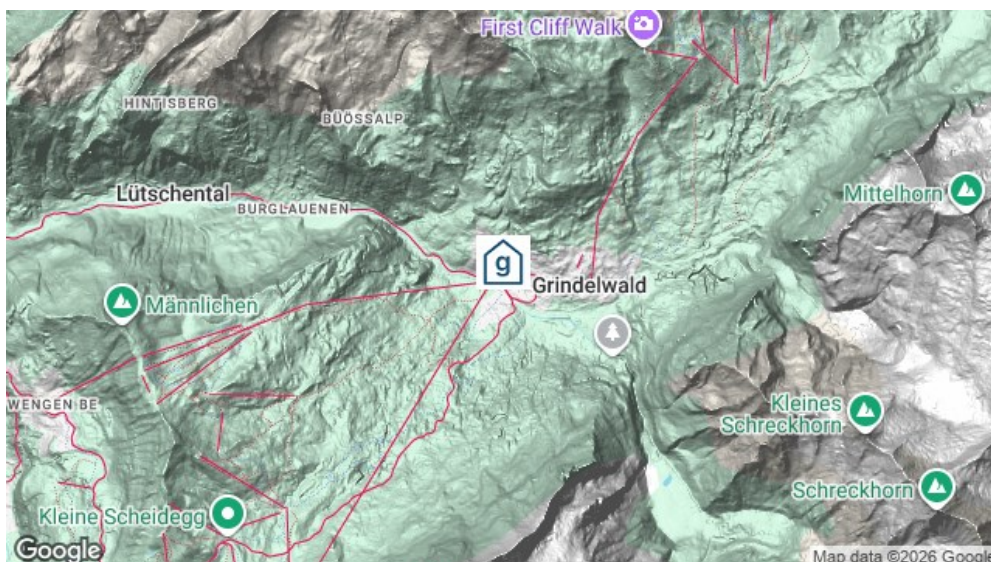 First Cliff Walk
HINTISBERG
BÜÖSSALP
Lütschental
BURGLAUENEN
Mittelhorn
g
Grindelwald
Männlichen
WENGEN BE
Kleines
Schreckhorn
Schreckhorn
Kleine Scheidegg
Google
Map data ©2026 Google